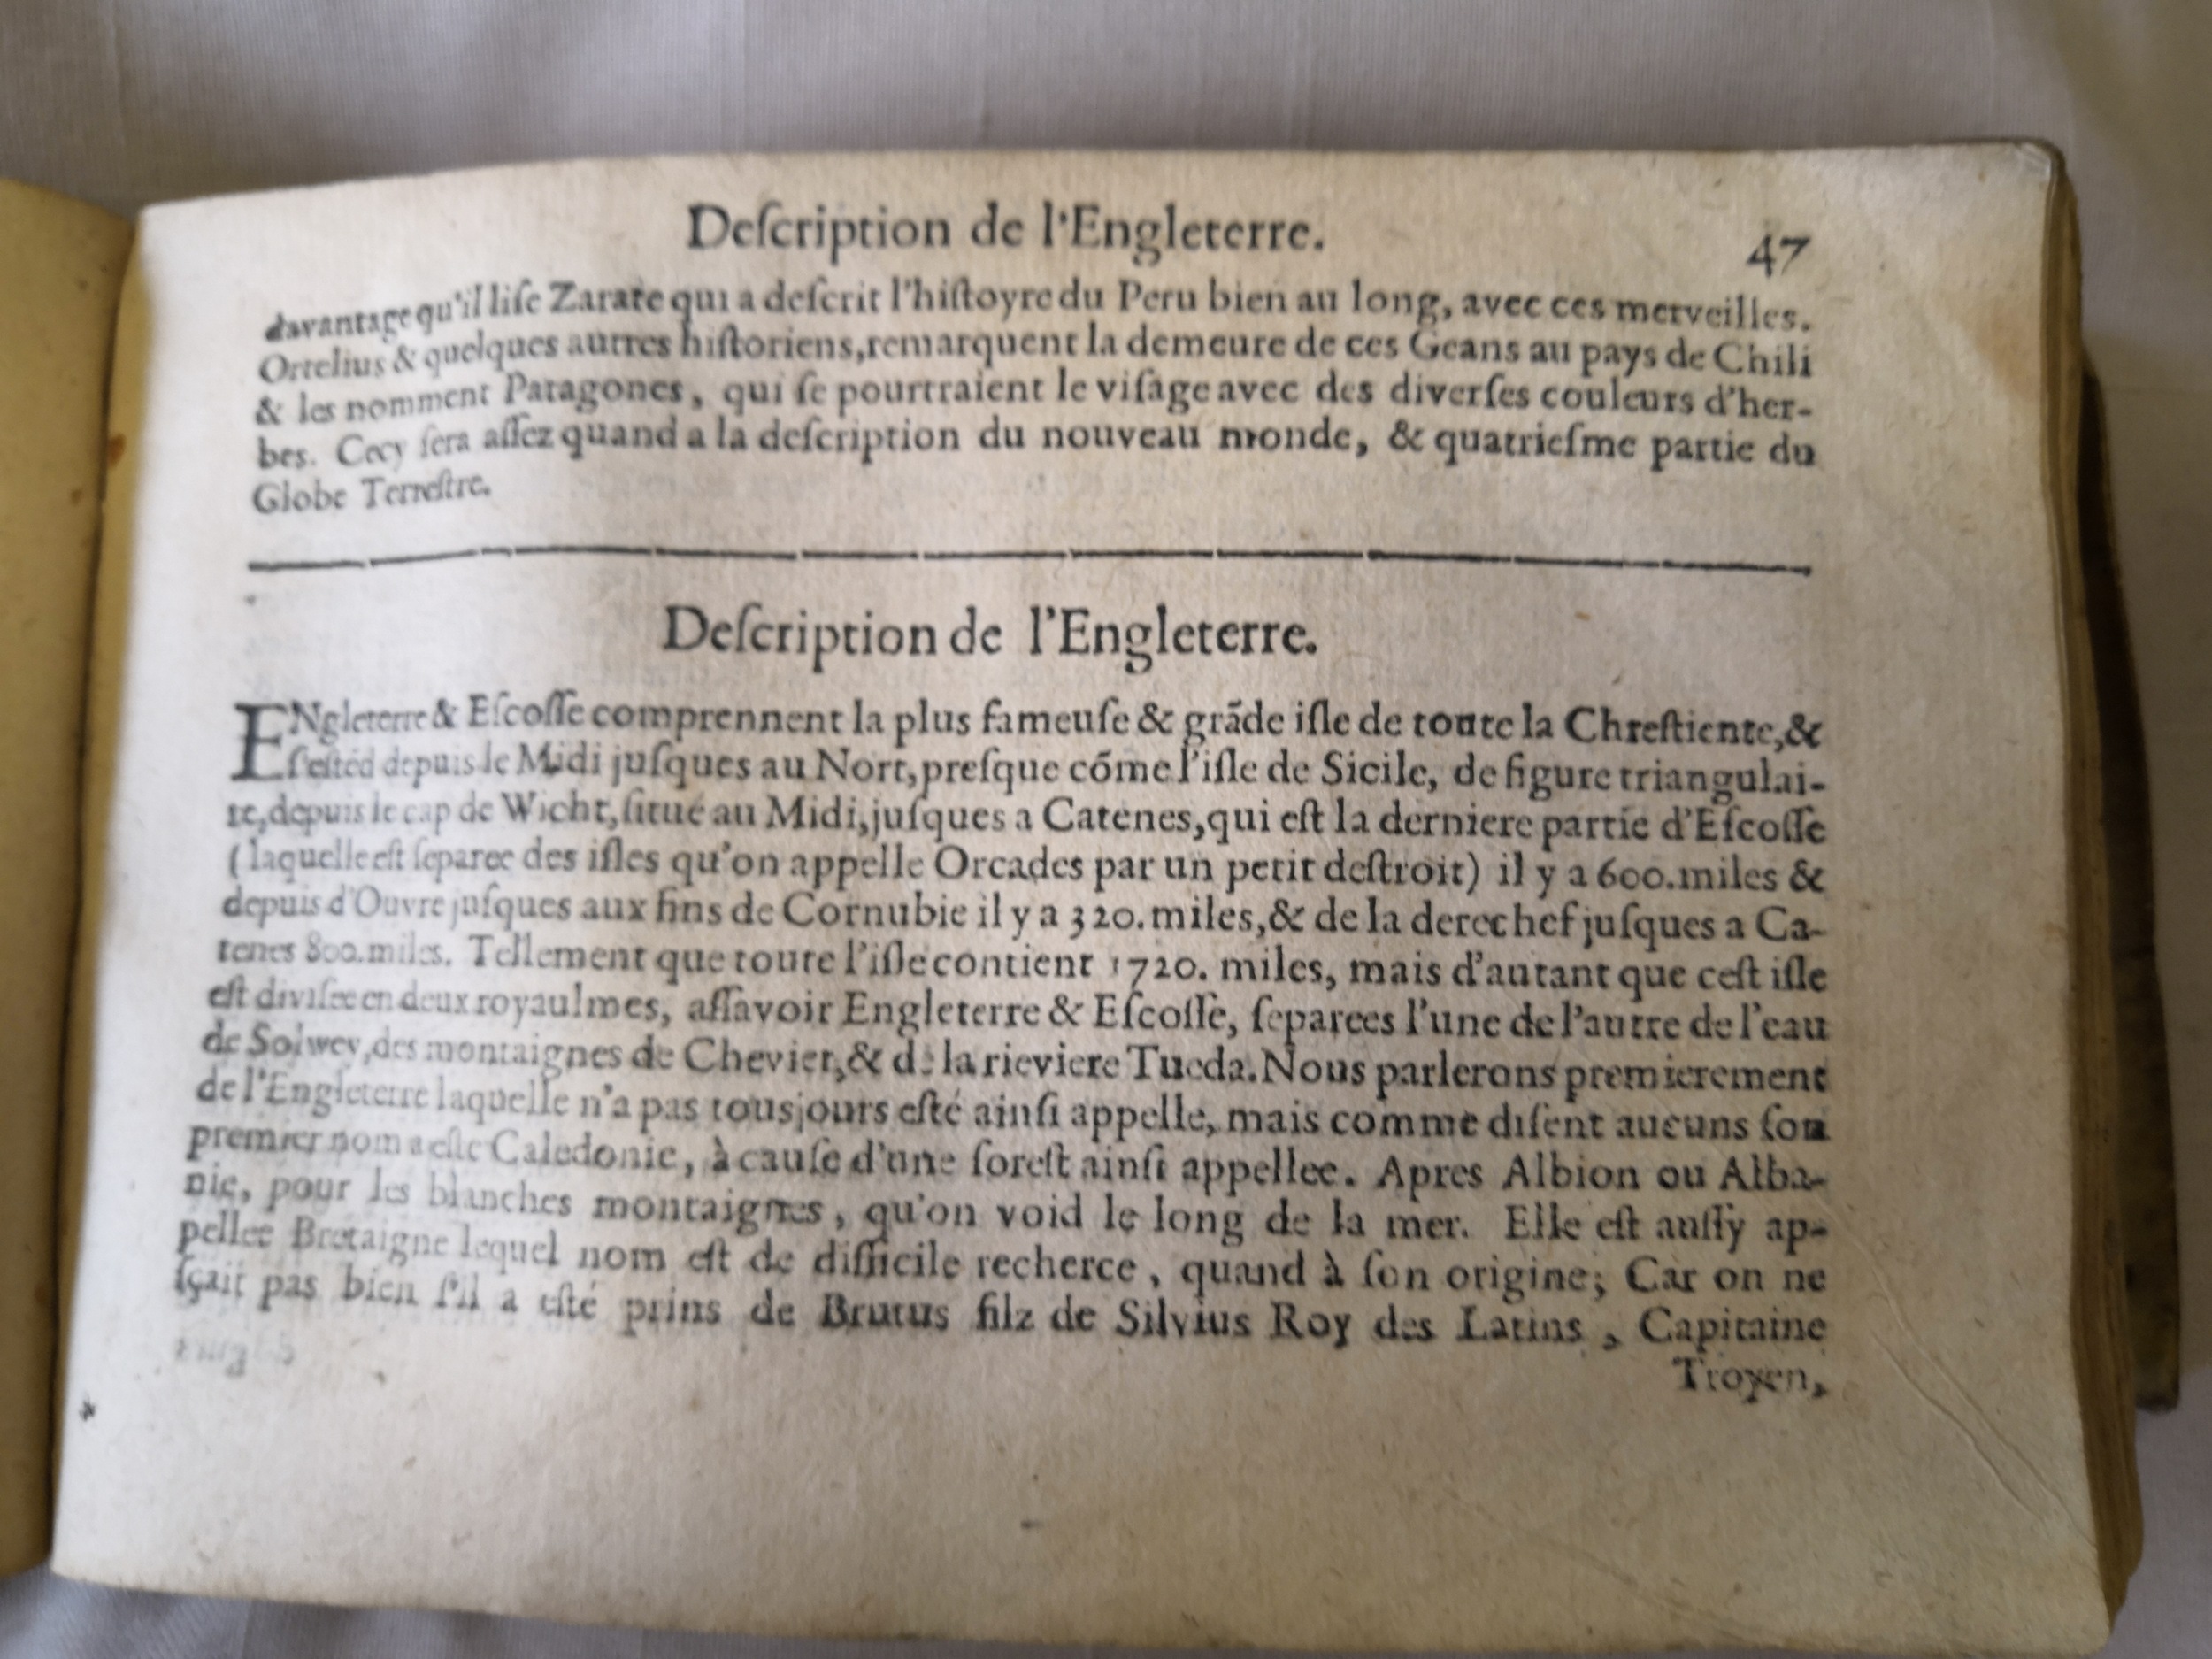 Deſcription de l'Engleterre.
47
davantage qu'il liſe Zarate qui a deſcrit l'hiſtoyre du Peru bien au long, avec ces merveilles.
Ortelius & quelques autres hiſtoriens,remarquent la demeure de ces Geans au pays de Chili
& les nomment Patagones, qui ſe pourtraient le viſage avec des diverſes couleurs d'her-
bes. Cecy ſera aſſez quand a la deſcription du nouveau monde, & quatrieſme partie du
Globe Terreſtre.
Deſcription de l'Engleterre.
ENgleterre & Eſcoſſe comprennent la plus fameuſe & grãde iſle de toute la Chreſtiente,&
ſ'estẽd depuis le Midi juſques au Nort,preſque cõme l'iſle de Sicile, de figure triangulai-
re,depuis le cap de Wicht,ſitué au Midi,juſques a Catenes,qui eſt la derniere partie d'Eſcoſſe
(laquelle eſt ſeparee des iſles qu'on appelle Orcades par un petit deſtroit) il y a 600.miles &
depuis d'Ouvre juſques aux fins de Cornubie il y a 320.miles,& de la derechef juſques a Ca-
tenes 800.miles. Tellement que toute l'iſle contient 1720. miles, mais d'autant que ceſt iſle
eſt diviſee en deux royaulmes, aſſavoir Engleterre & Eſcoſſe, ſeparees l'une de l'autre de l'eau
de Solwey,des montaignes de Chevier,& de la rieviere Tueda.Nous parlerons premierement
de l'Engleterre laquelle n'a pas tousjours eſté ainſi appelle, mais comme diſent aucuns ſon
premier nom a eſte Caledonie, à cauſe d'une foreſt ainſi appellee. Apres Albion ou Alba-
nie, pour les blanches montaignes, qu'on void le long de la mer. Elle eſt auſſy ap-
pellee Bretaigne lequel nom eſt de difficile recherce, quand à ſon origine; Car on ne
ſçait pas bien ſ'il a eſté prins de Brutus filz de Silvius Roy des Latins, Capitaine
Troyen,